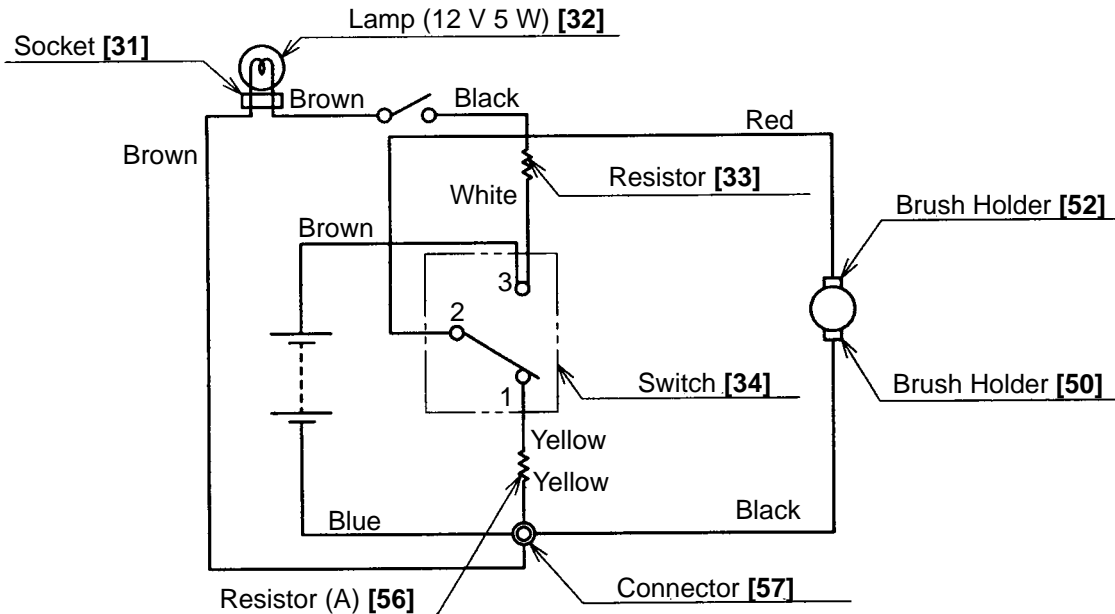 Lamp (12 V 5 W) [32]
Socket [31]
Brown
Black
Red
Brown
Resistor [33]
White
Brush Holder [52]
Brown
3
2
Switch [34]
Brush Holder [50]
1
Yellow
Yellow
Blue
Black
Resistor (A) [56]
Connector [57]